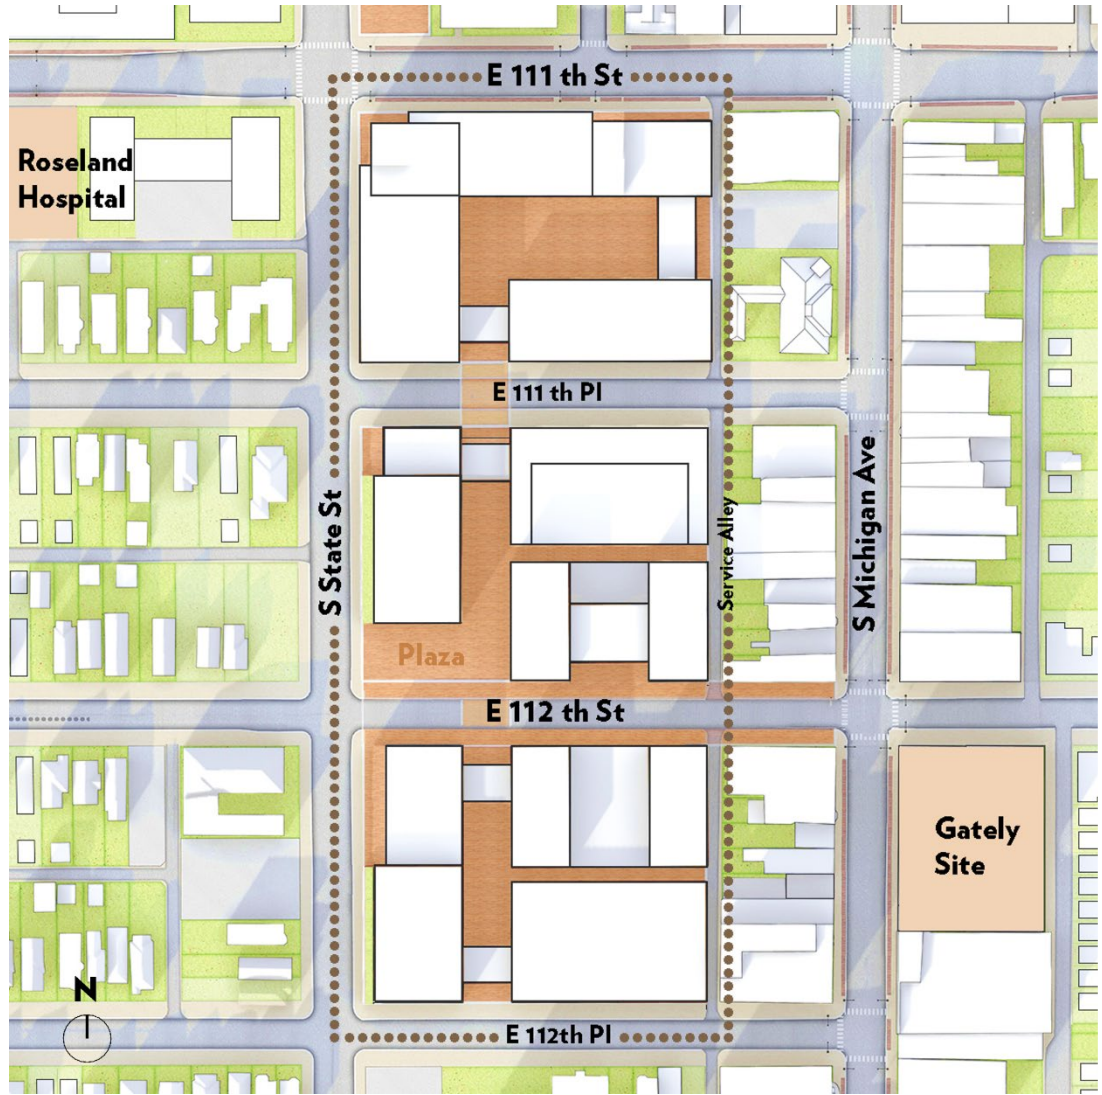 E 111 th St
Roseland
Hospital
E 111 th Pl
S State St
Service Alley
S Michigan Ave
Plaza
E 112 th St
Gately
Site
N
E 112th Pl